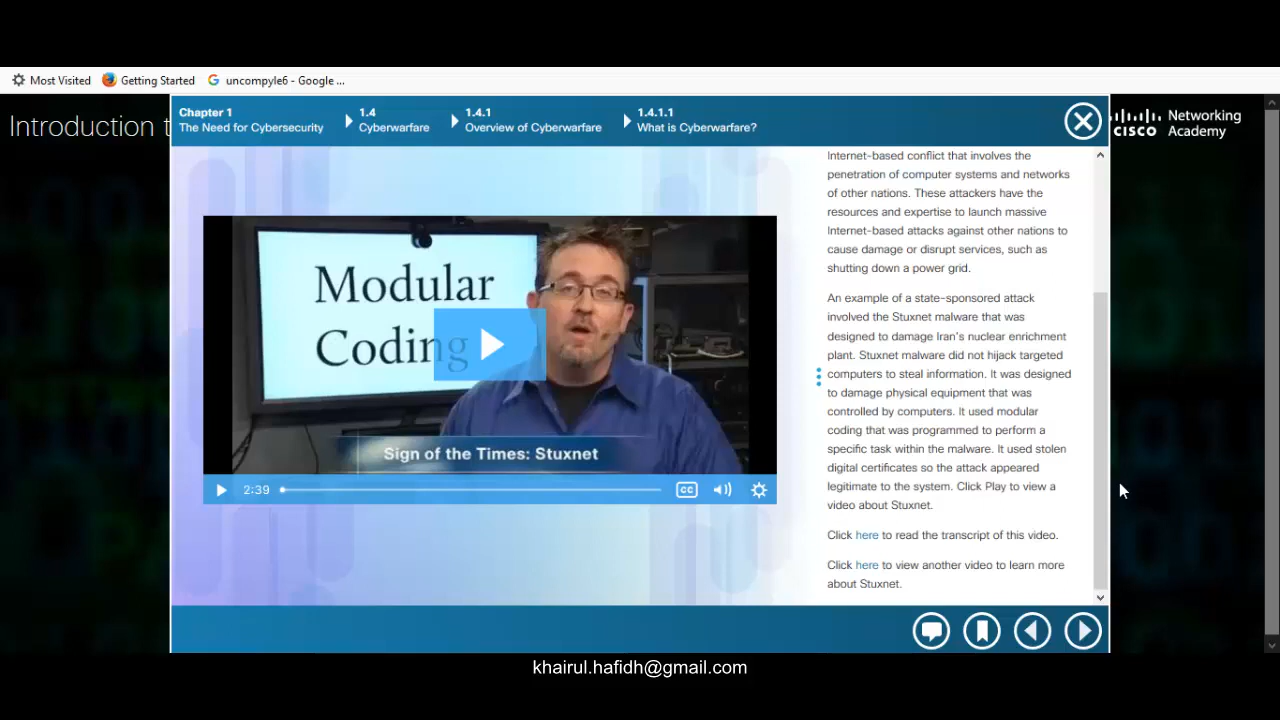 Most Visited
Getting Started
uncompyle6 - Google ...
Introduction t
Chapter 1
The Need for Cybersecurity
1.4
Cyberwarfare
1.4.1
Overview of Cyberwarfare
1.4.1.1
What is Cyberwarfare?
CISCO
Networking
Academy
Modular
Coding
Sign of the Times: Stuxnet
2:39
CC
Internet-based conflict that involves the
penetration of computer systems and networks
of other nations. These attackers have the
resources and expertise to launch massive
Internet-based attacks against other nations to
cause damage or disrupt services, such as
shutting down a power grid.
An example of a state-sponsored attack
involved the Stuxnet malware that was
designed to damage Iran's nuclear enrichment
plant. Stuxnet malware did not hijack targeted
computers to steal information. It was designed
to damage physical equipment that was
controlled by computers. It used modular
coding that was programmed to perform a
specific task within the malware. It used stolen
digital certificates so the attack appeared
legitimate to the system. Click Play to view a
video about Stuxnet.
Click here to read the transcript of this video.
Click here to view another video to learn more
about Stuxnet.
khairul.hafidh@gmail.com